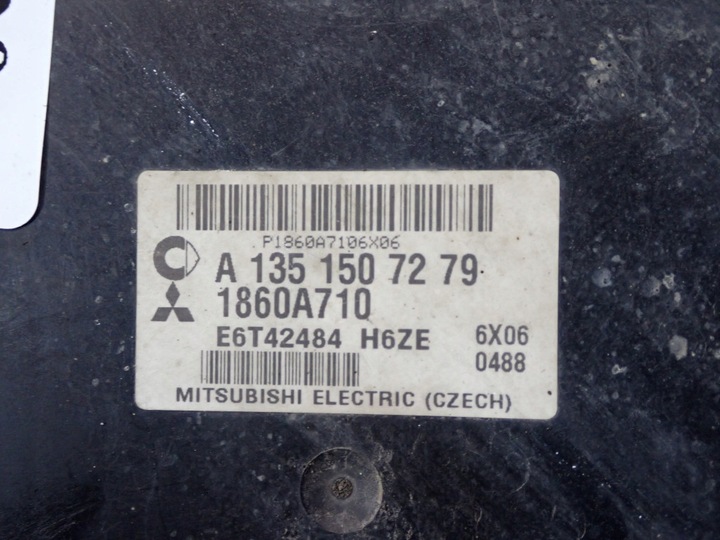 P1860A7106X06
A 135 150 72 79
1860A710
E6T42484 H6ZE 6X06
0488
MITSUBISHI ELECTRIC (CZECH)